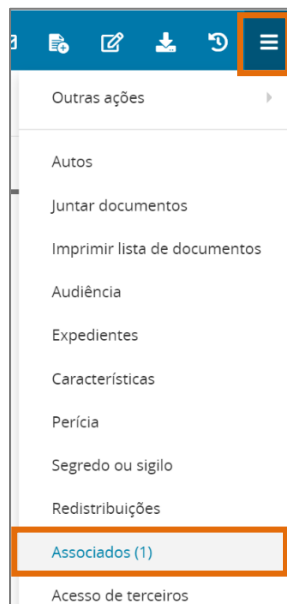 Outras ações
Autos
Juntar documentos
Imprimir lista de documentos
Audiência
Expedientes
Características
Perícia
Segredo ou sigilo
Redistribuições
Associados (1)
Acesso de terceiros